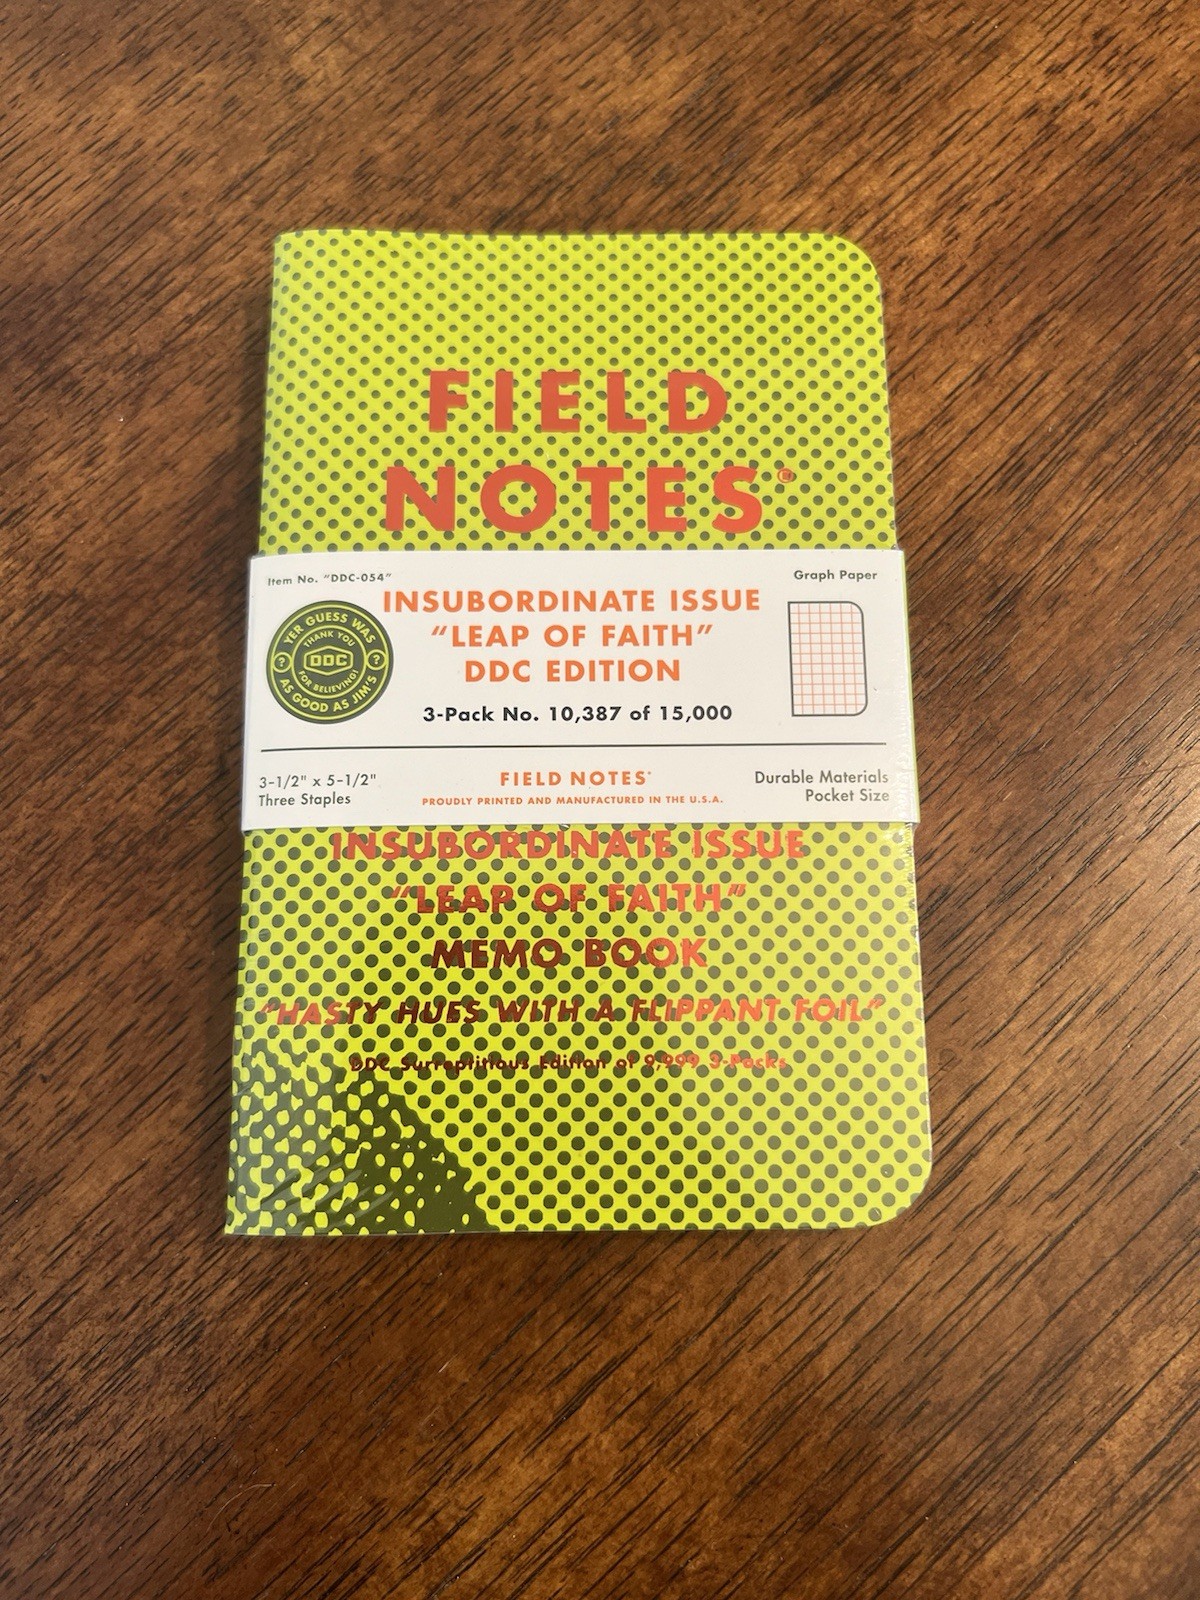 FIELD
NOTES®
Item No. "DDC-054"
Graph Paper
YER GUESS WAS
THANK YOU
? DDC ?
FOR BELIEVING!
AS GOOD AS JIM'S
INSUBORDINATE ISSUE
"LEAP OF FAITH"
DDC EDITION
3-Pack No. 10,387 of 15,000
3-1/2" x 5-1/2"
Three Staples
FIELD NOTES®
PROUDLY PRINTED AND MANUFACTURED IN THE U.S.A.
Durable Materials
Pocket Size
INSUBORDINATE ISSUE
"LEAP OF FAITH"
MEMO BOOK
"HASTY HUES WITH A FLIPPANT FOIL"
DDC Surreptitious Edition of 9,999 3-Packs